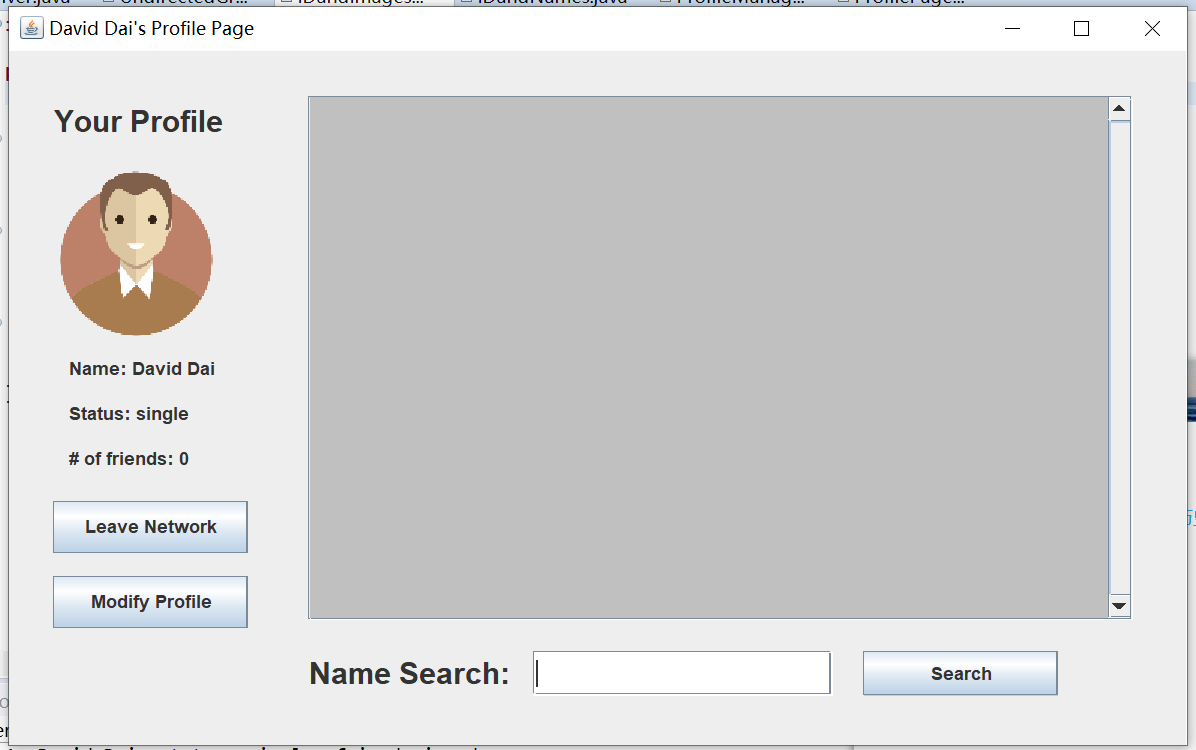 David Dai's Profile Page
Your Profile
Name: David Dai
Status: single
# of friends: 0
Leave Network
Modify Profile
Name Search:
Search